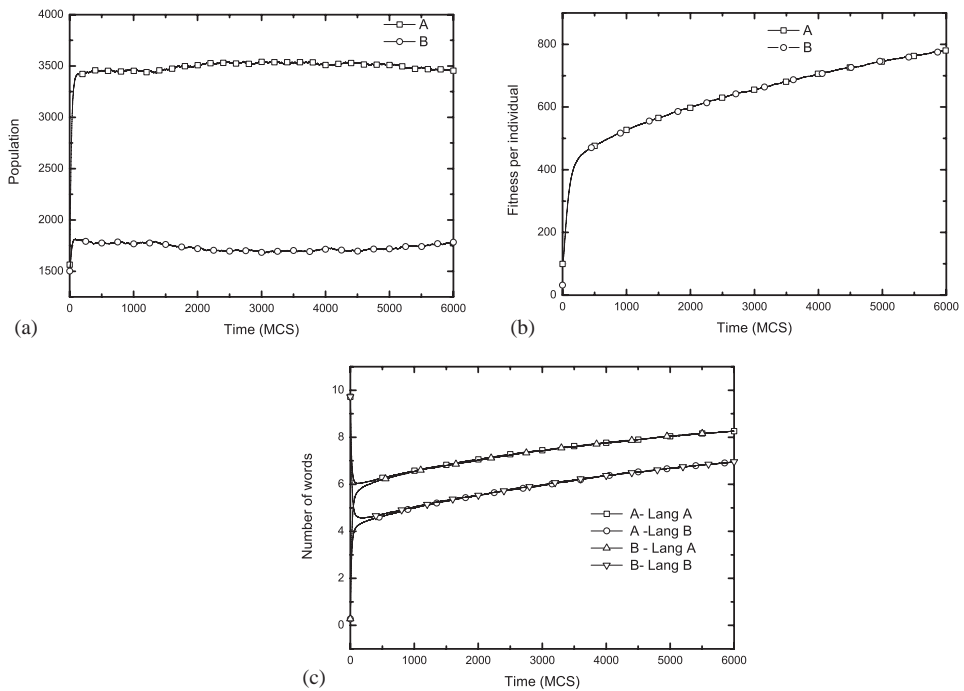 4000
3500
3000
2500
2000
1500
Population
0 1000 2000 3000 4000 5000 6000
Time (MCS)
A
B
(a)
800
600
400
200
0
Fitness per individual
0 1000 2000 3000 4000 5000 6000
Time (MCS)
A
B
(b)
10
8
6
4
2
0
Number of words
A- Lang A
A -Lang B
B - Lang A
B- Lang B
0 1000 2000 3000 4000 5000 6000
Time (MCS)
(c)